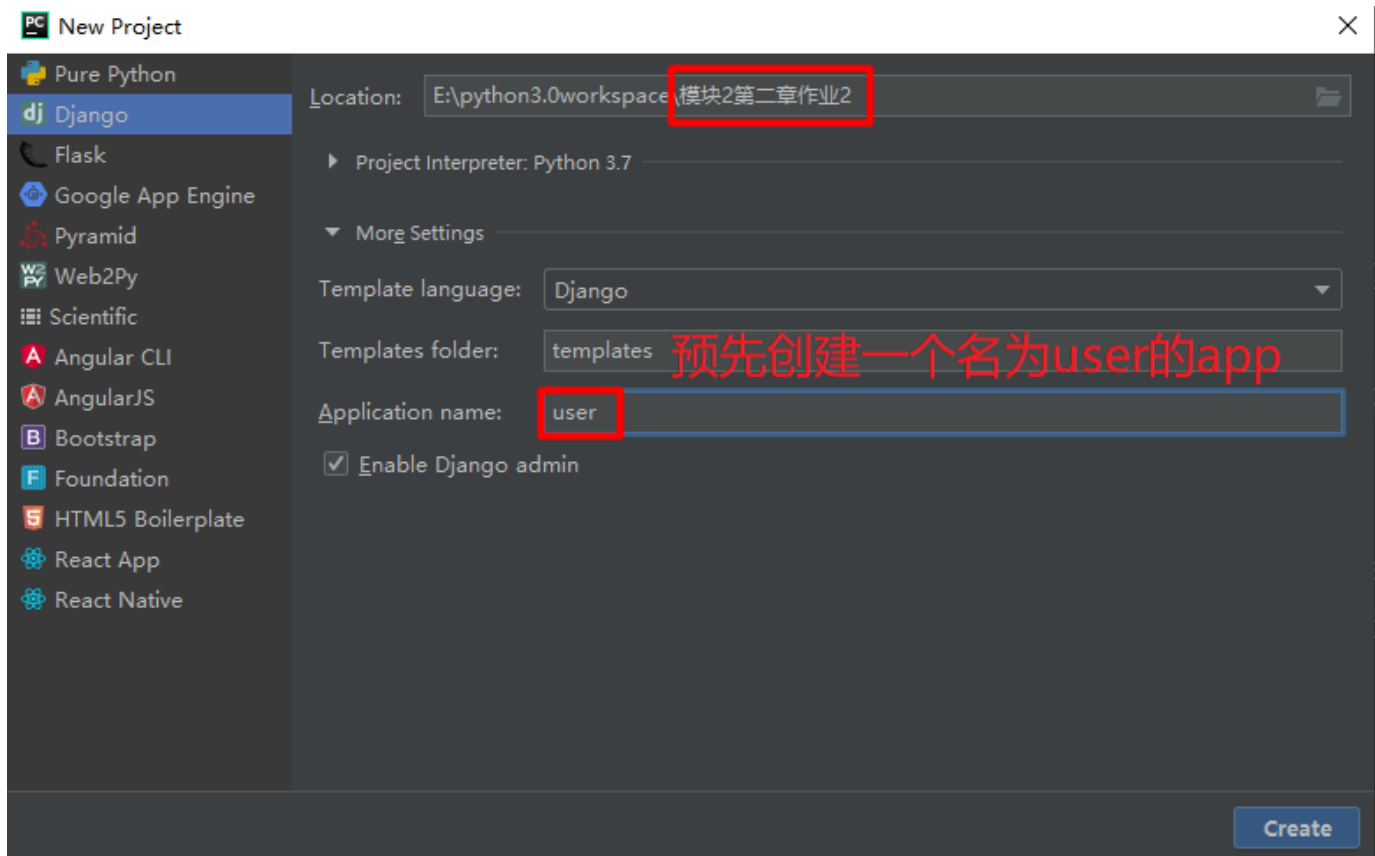 New Project
Pure Python
Django
Flask
Google App Engine
Pyramid
Web2Py
Scientific
Angular CLI
AngularJS
Bootstrap
Foundation
HTML5 Boilerplate
React App
React Native
Location: E:\python3.0workspace\模块2第二章作业2
Project Interpreter: Python 3.7
More Settings
Template language: Django
Templates folder: templates
预先创建一个名为user的app
Application name: user
Enable Django admin
Create